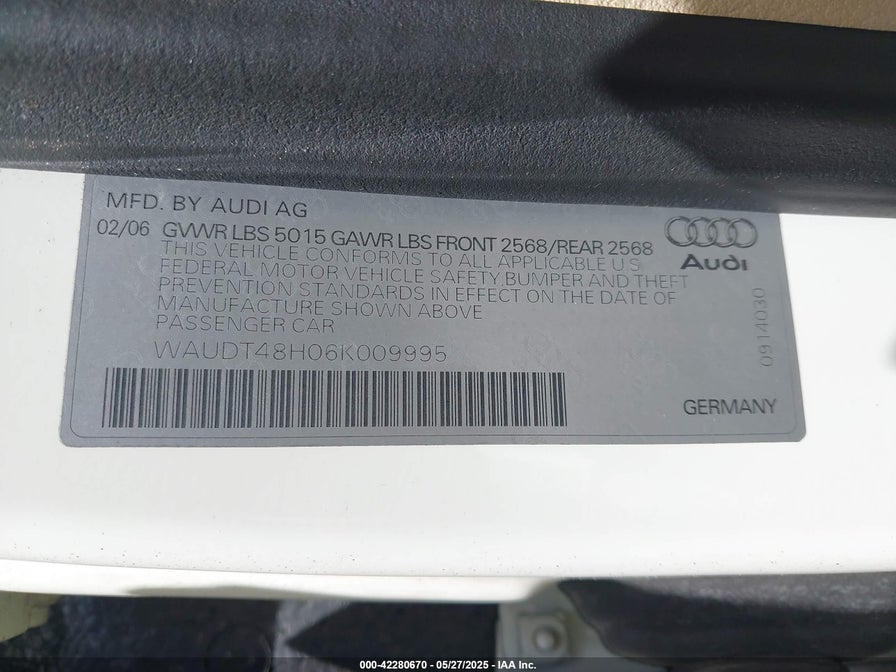 MFD. BY AUDI AG
02/06 GVWR LBS 5015 GAWR LBS FRONT 2568/REAR 2568
THIS VEHICLE CONFORMS TO ALL APPLICABLE U.S.
FEDERAL MOTOR VEHICLE SAFETY,BUMPER AND THEFT
PREVENTION STANDARDS IN EFFECT ON THE DATE OF
MANUFACTURE SHOWN ABOVE
PASSENGER CAR
WAUDT48H06K009995
Audi
0914030
GERMANY
000-42280670 — 05/27/2025 — IAA Inc.